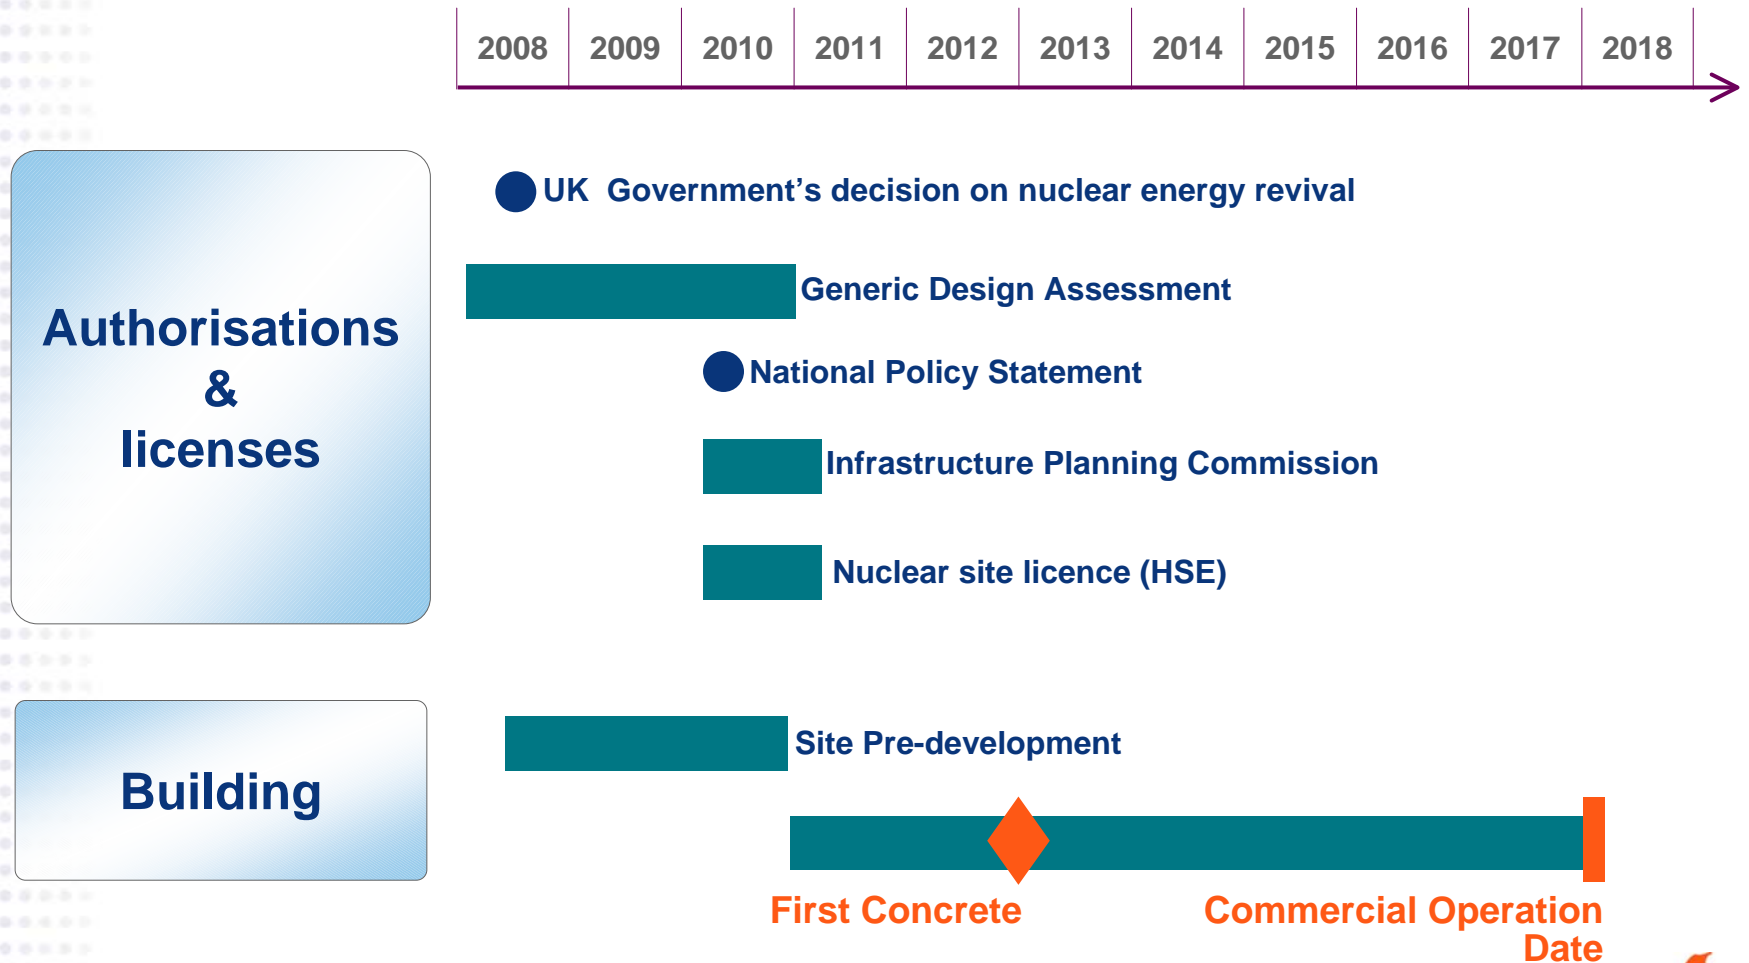 2008 2009 2010 2011 2012 2013 2014 2015 2016 2017 2018
UK Government’s decision on nuclear energy revival
Generic Design Assessment
Authorisations
&
licenses
National Policy Statement
Infrastructure Planning Commission
Nuclear site licence (HSE)
Site Pre-development
Building
First Concrete
Commercial Operation
Date